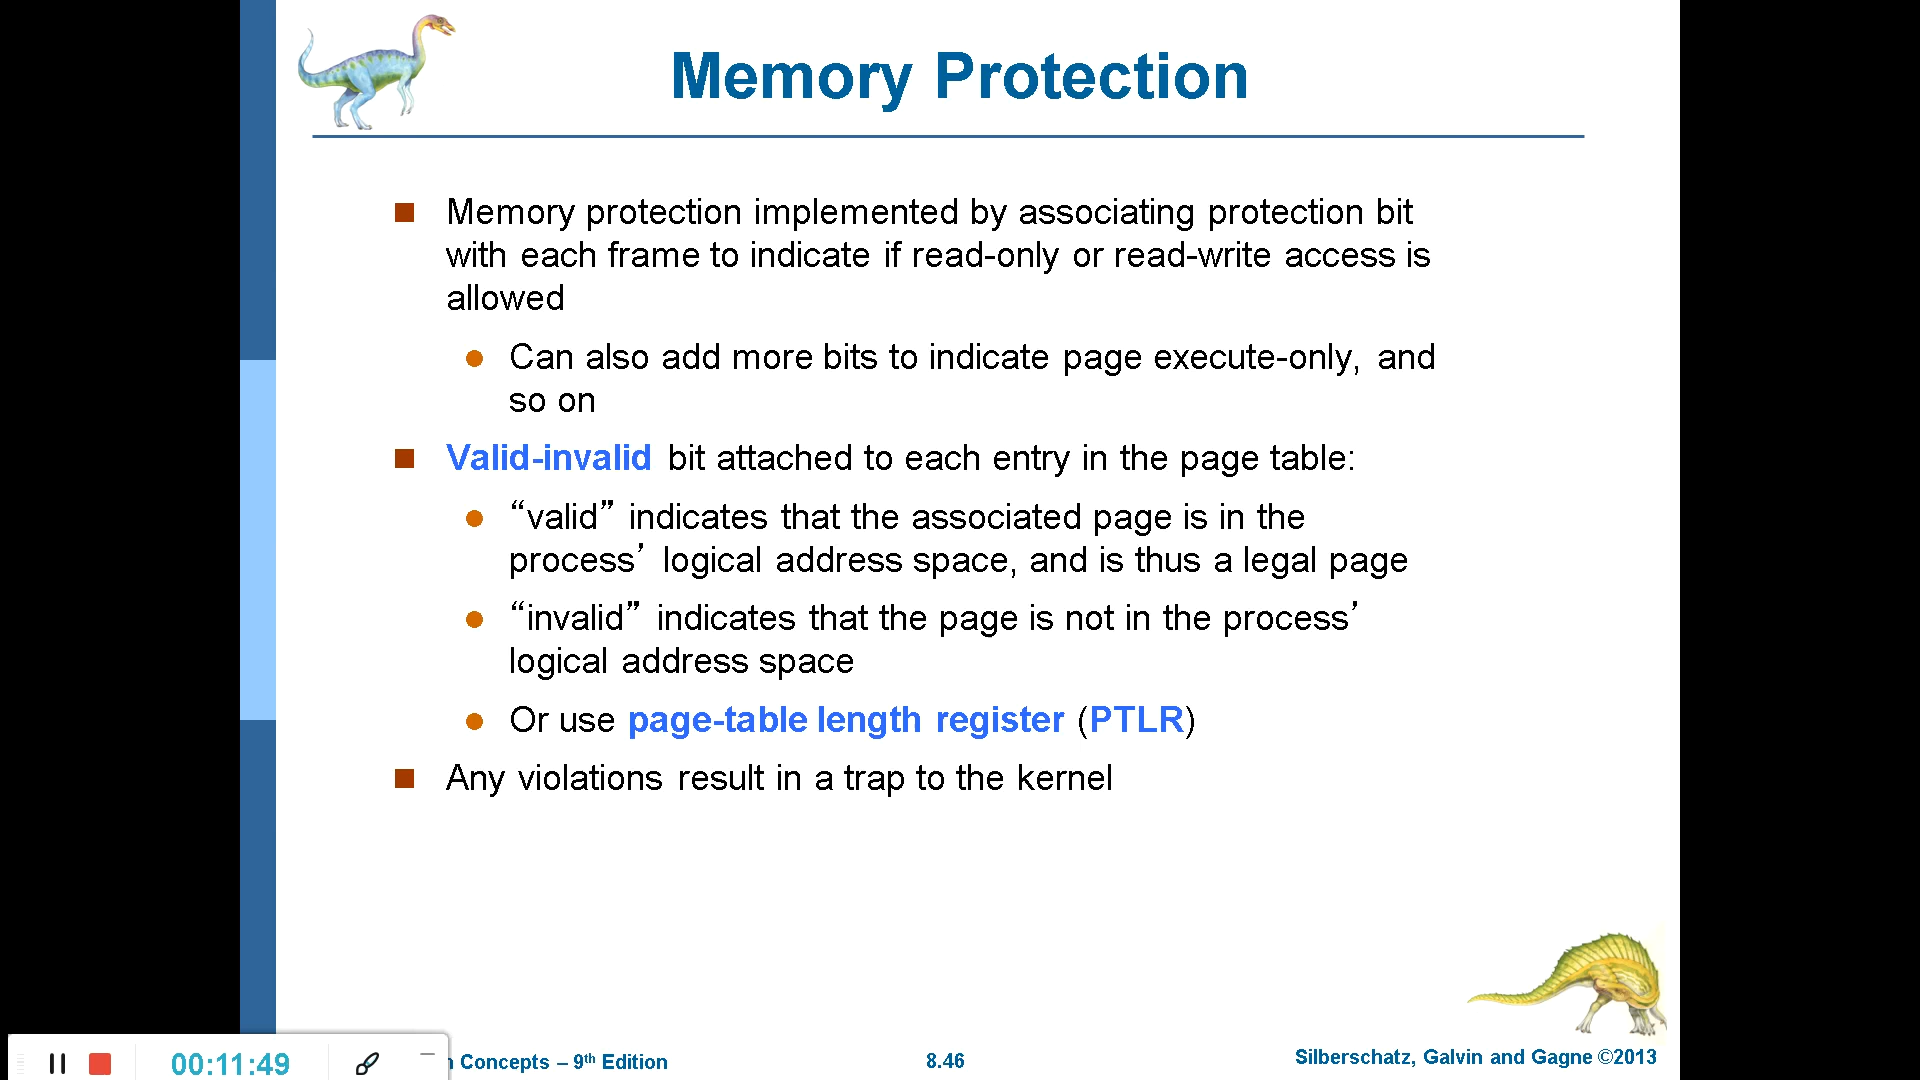 Memory Protection
■ Memory protection implemented by associating protection bit
with each frame to indicate if read-only or read-write access is
allowed
● Can also add more bits to indicate page execute-only, and
so on
■ Valid-invalid bit attached to each entry in the page table:
● “valid” indicates that the associated page is in the
process’ logical address space, and is thus a legal page
● “invalid” indicates that the page is not in the process’
logical address space
● Or use page-table length register (PTLR)
■ Any violations result in a trap to the kernel
00:11:49
Concepts – 9th Edition
8.46
Silberschatz, Galvin and Gagne ©2013